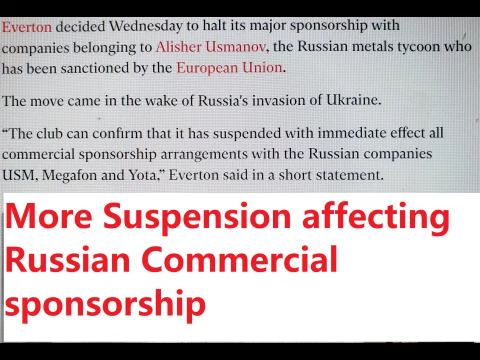 Everton decided Wednesday to halt its major sponsorship with
companies belonging to Alisher Usmanov, the Russian metals tycoon who
has been sanctioned by the European Union.
The move came in the wake of Russia's invasion of Ukraine.
“The club can confirm that it has suspended with immediate effect all
commercial sponsorship arrangements with the Russian companies
USM, Megafon and Yota,” Everton said in a short statement.
More Suspension affecting
Russian Commercial
sponsorship